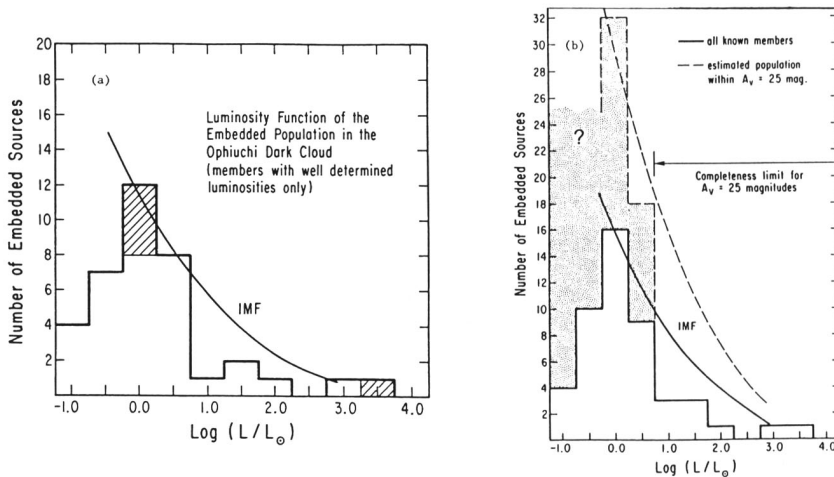 (a)
Luminosity Function of the
Embedded Population in the
Ophiuchi Dark Cloud
(members with well determined
luminosities only)
IMF
Number of Embedded Sources
20
18
16
14
12
10
8
6
4
2
-1.0 0.0 1.0 2.0 3.0 4.0
Log (L/L⊙)
(b)
all known members
estimated population
within Av = 25 mag.
?
Completeness limit for
Av = 25 magnitudes
IMF
Number of Embedded Sources
32
28
26
24
22
20
18
16
14
12
10
8
6
4
2
-1.0 0.0 1.0 2.0 3.0 4.0
Log (L/L⊙)